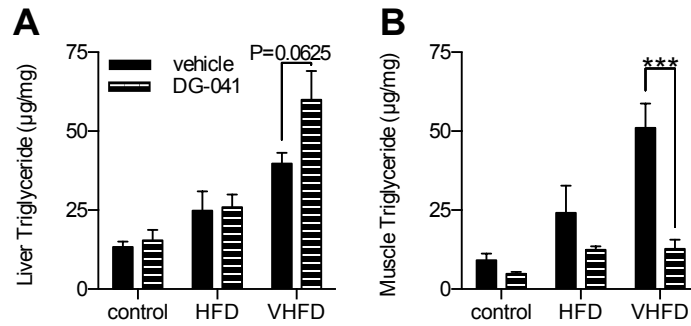 A
Liver Triglyceride (µg/mg)
75
50
25
0
vehicle
DG-041
P=0.0625
control HFD VHFD
B
Muscle Triglyceride (µg/mg)
75
50
25
0
***
control HFD VHFD